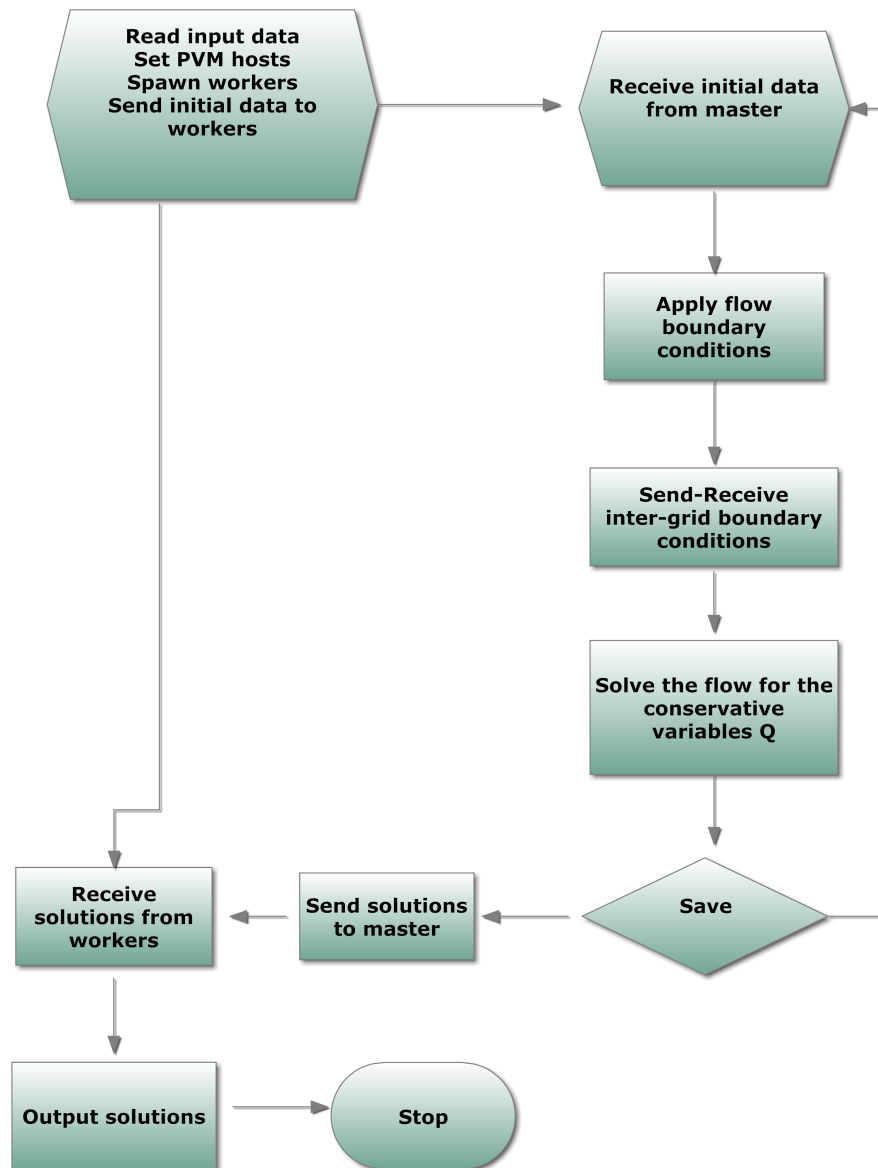 Read input data
Set PVM hosts
Spawn workers
Send initial data to
workers
Receive initial data
from master
Apply flow
boundary
conditions
Send-Receive
inter-grid boundary
conditions
Solve the flow for the
conservative
variables Q
Save
Send solutions
to master
Receive
solutions from
workers
Output solutions
Stop